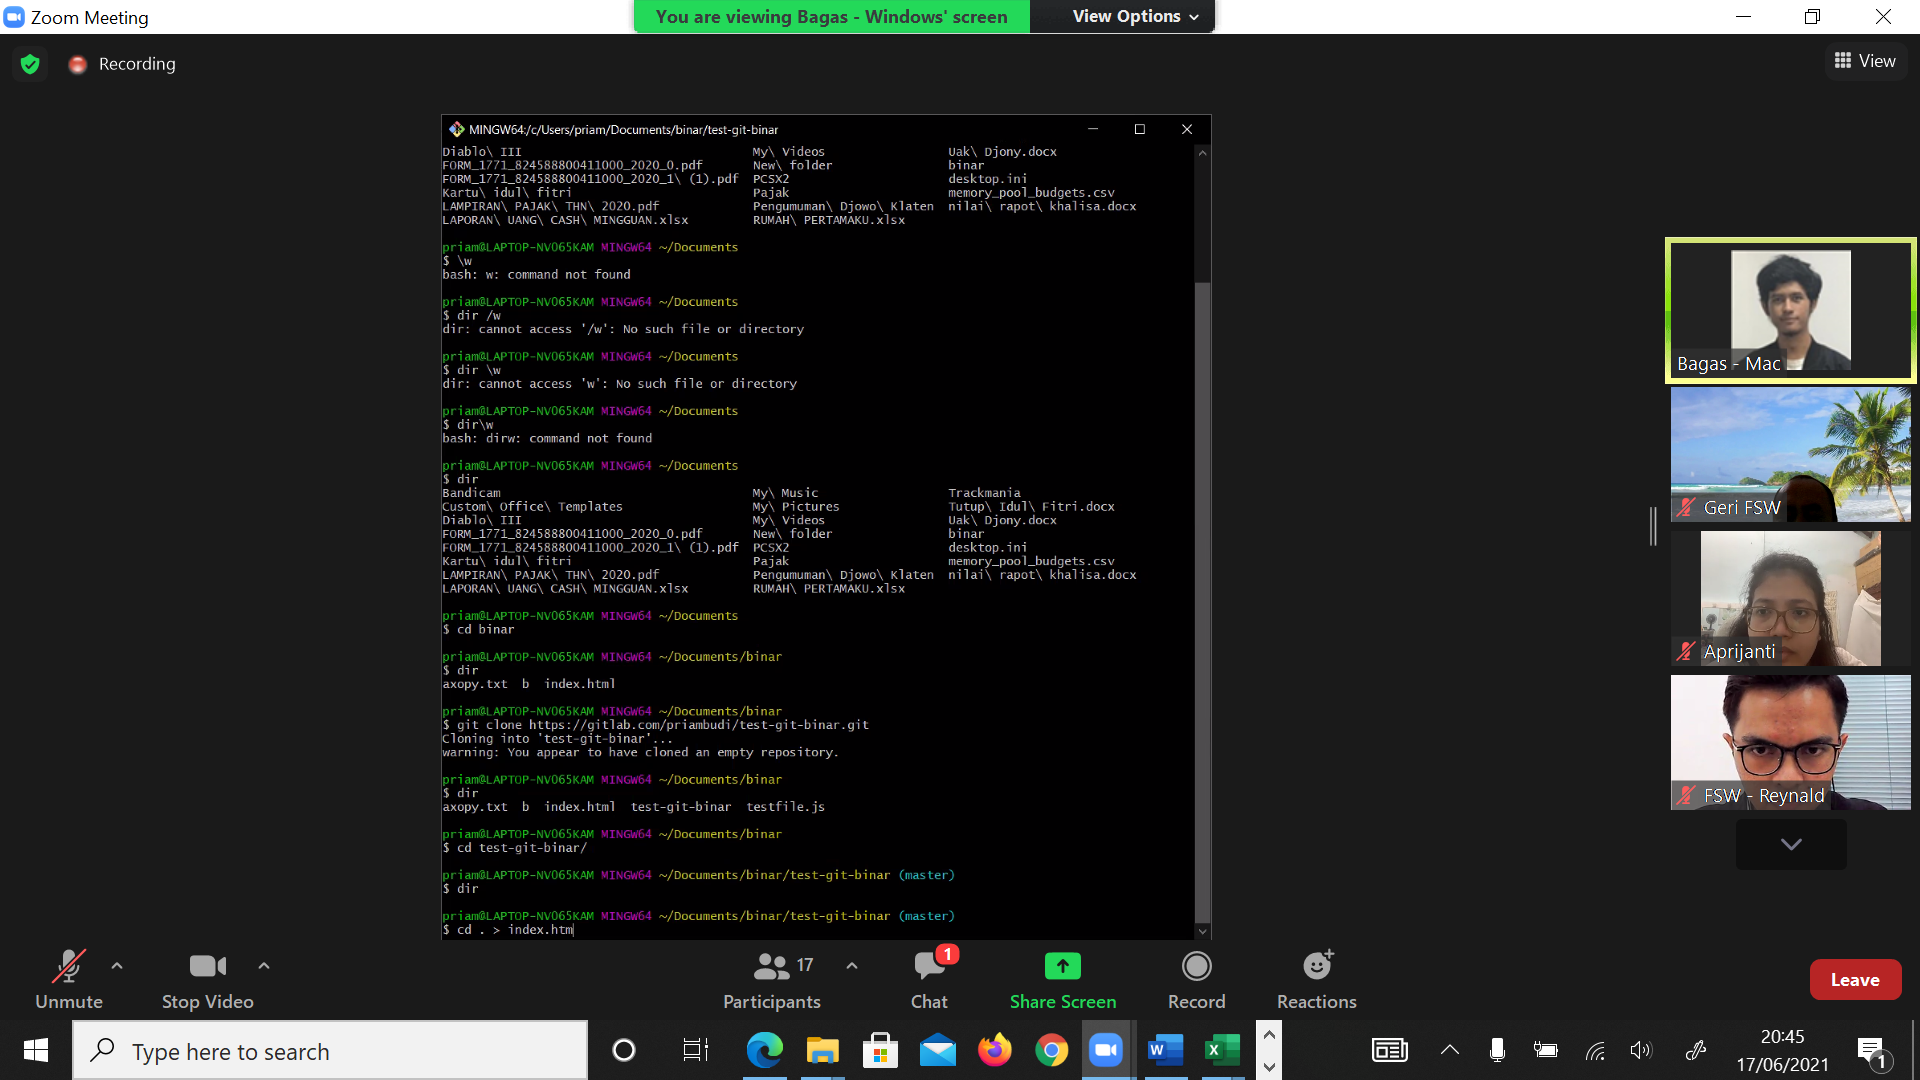 Zoom Meeting
You are viewing Bagas - Windows' screen
View Options
Recording
View
MINGW64:/c/Users/priam/Documents/binar/test-git-binar
Diablo\ III                                My\ Videos                 Uak\ Djony.docx
FORM_1771_824588800411000_2020_0.pdf       New\ folder                binar
FORM_1771_824588800411000_2020_1\ (1).pdf  PCSX2                      desktop.ini
Kartu\ idul\ fitri                         Pajak                      memory_pool_budgets.csv
LAMPIRAN\ PAJAK\ THN\ 2020.pdf             Pengumuman\ Djowo\ Klaten  nilai\ rapot\ khalisa.docx
LAPORAN\ UANG\ CASH\ MINGGUAN.xlsx         RUMAH\ PERTAMAKU.xlsx
priam@LAPTOP-NVO65KAM MINGW64 ~/Documents
$ \w
bash: w: command not found
priam@LAPTOP-NVO65KAM MINGW64 ~/Documents
$ dir /w
dir: cannot access '/w': No such file or directory
priam@LAPTOP-NVO65KAM MINGW64 ~/Documents
$ dir \w
dir: cannot access 'w': No such file or directory
priam@LAPTOP-NVO65KAM MINGW64 ~/Documents
$ dir\w
bash: dirw: command not found
priam@LAPTOP-NVO65KAM MINGW64 ~/Documents
$ dir
Bandicam                                   My\ Music                  Trackmania
Custom\ Office\ Templates                  My\ Pictures               Tutup\ Idul\ Fitri.docx
Diablo\ III                                My\ Videos                 Uak\ Djony.docx
FORM_1771_824588800411000_2020_0.pdf       New\ folder                binar
FORM_1771_824588800411000_2020_1\ (1).pdf  PCSX2                      desktop.ini
Kartu\ idul\ fitri                         Pajak                      memory_pool_budgets.csv
LAMPIRAN\ PAJAK\ THN\ 2020.pdf             Pengumuman\ Djowo\ Klaten  nilai\ rapot\ khalisa.docx
LAPORAN\ UANG\ CASH\ MINGGUAN.xlsx         RUMAH\ PERTAMAKU.xlsx
priam@LAPTOP-NVO65KAM MINGW64 ~/Documents
$ cd binar
priam@LAPTOP-NVO65KAM MINGW64 ~/Documents/binar
$ dir
axopy.txt  b  index.html
priam@LAPTOP-NVO65KAM MINGW64 ~/Documents/binar
$ git clone https://gitlab.com/priambudi/test-git-binar.git
Cloning into 'test-git-binar'...
warning: You appear to have cloned an empty repository.
priam@LAPTOP-NVO65KAM MINGW64 ~/Documents/binar
$ dir
axopy.txt  b  index.html  test-git-binar  testfile.js
priam@LAPTOP-NVO65KAM MINGW64 ~/Documents/binar
$ cd test-git-binar/
priam@LAPTOP-NVO65KAM MINGW64 ~/Documents/binar/test-git-binar (master)
$ dir
priam@LAPTOP-NVO65KAM MINGW64 ~/Documents/binar/test-git-binar (master)
$ cd . > index.htm
Bagas - Mac
Geri FSW
Aprijanti
FSW - Reynald
Unmute
Stop Video
17
Participants
1
Chat
Share Screen
Record
Reactions
Leave
Type here to search
W
X
20:45
17/06/2021
1